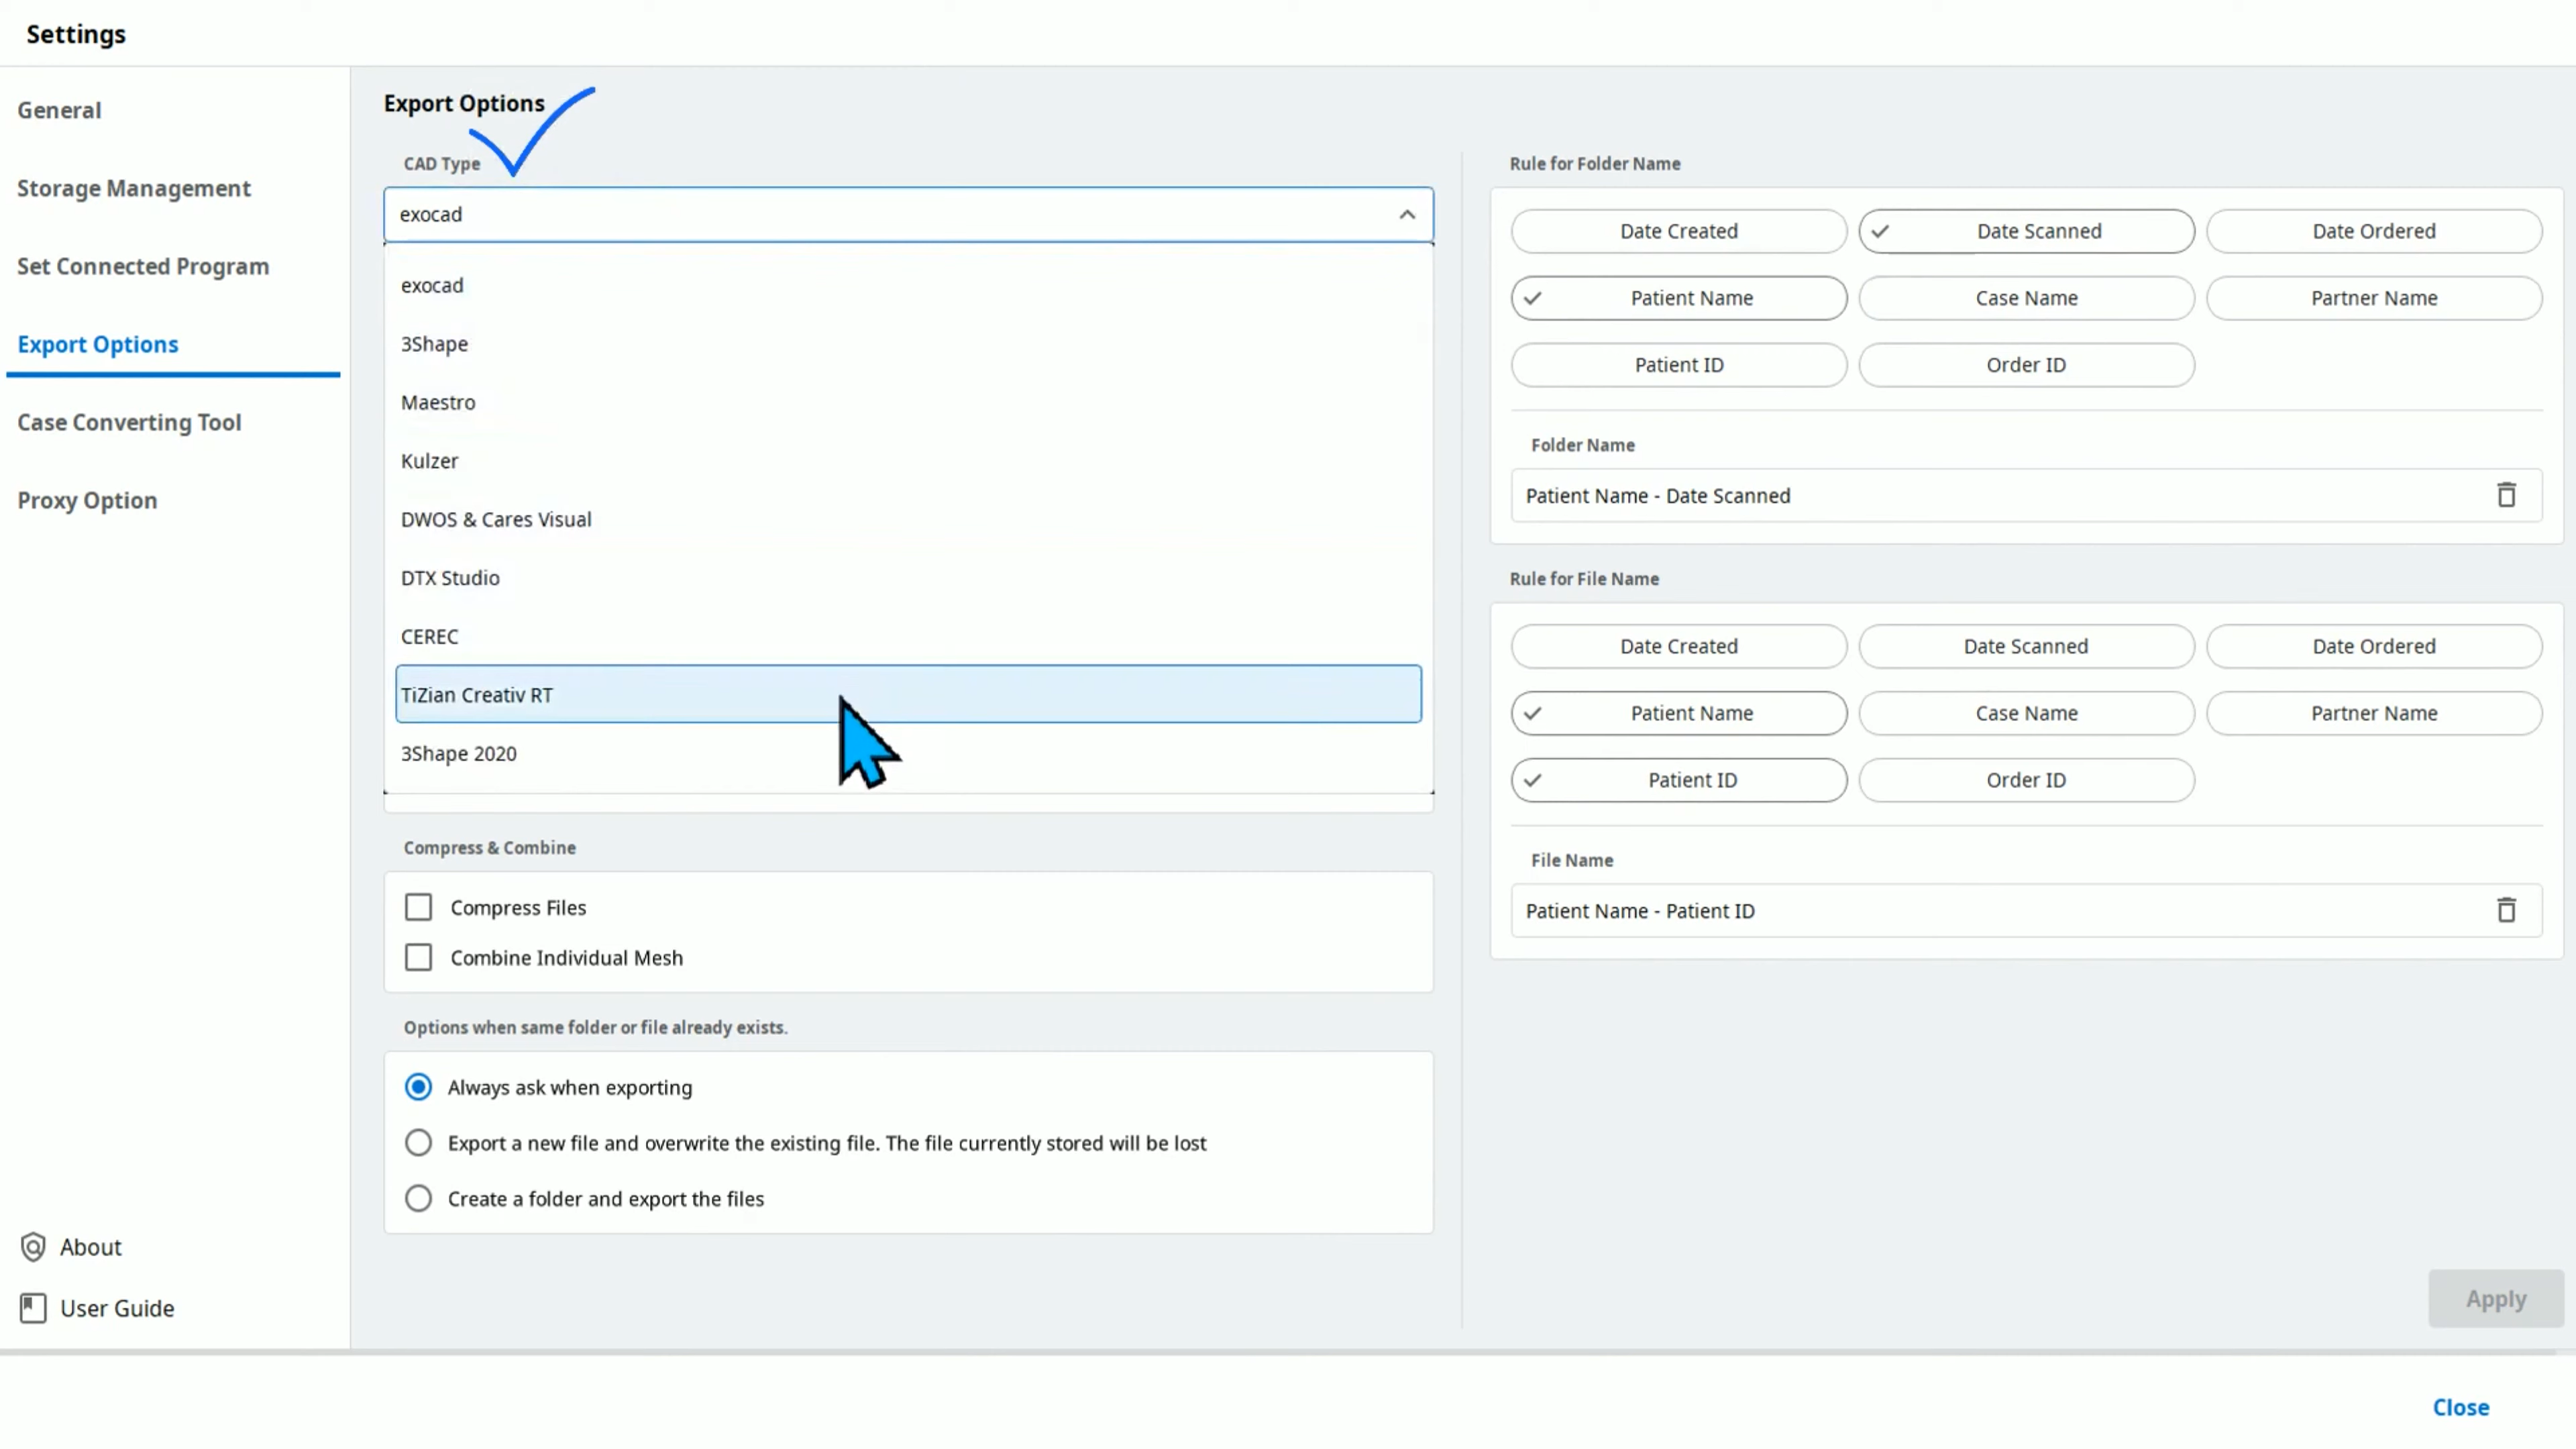 Settings
General
Storage Management
Set Connected Program
Export Options
Case Converting Tool
Proxy Option
About
User Guide
Export Options
CAD Type
exocad
exocad
3Shape
Maestro
Kulzer
DWOS & Cares Visual
DTX Studio
CEREC
TiZian Creativ RT
3Shape 2020
Compress & Combine
Compress Files
Combine Individual Mesh
Options when same folder or file already exists.
Always ask when exporting
Export a new file and overwrite the existing file. The file currently stored will be lost
Create a folder and export the files
Rule for Folder Name
Date Created Date Scanned Date Ordered
Patient Name Case Name Partner Name
Patient ID Order ID
Folder Name
Patient Name - Date Scanned
Rule for File Name
Date Created Date Scanned Date Ordered
Patient Name Case Name Partner Name
Patient ID Order ID
File Name
Patient Name - Patient ID
Apply
Close